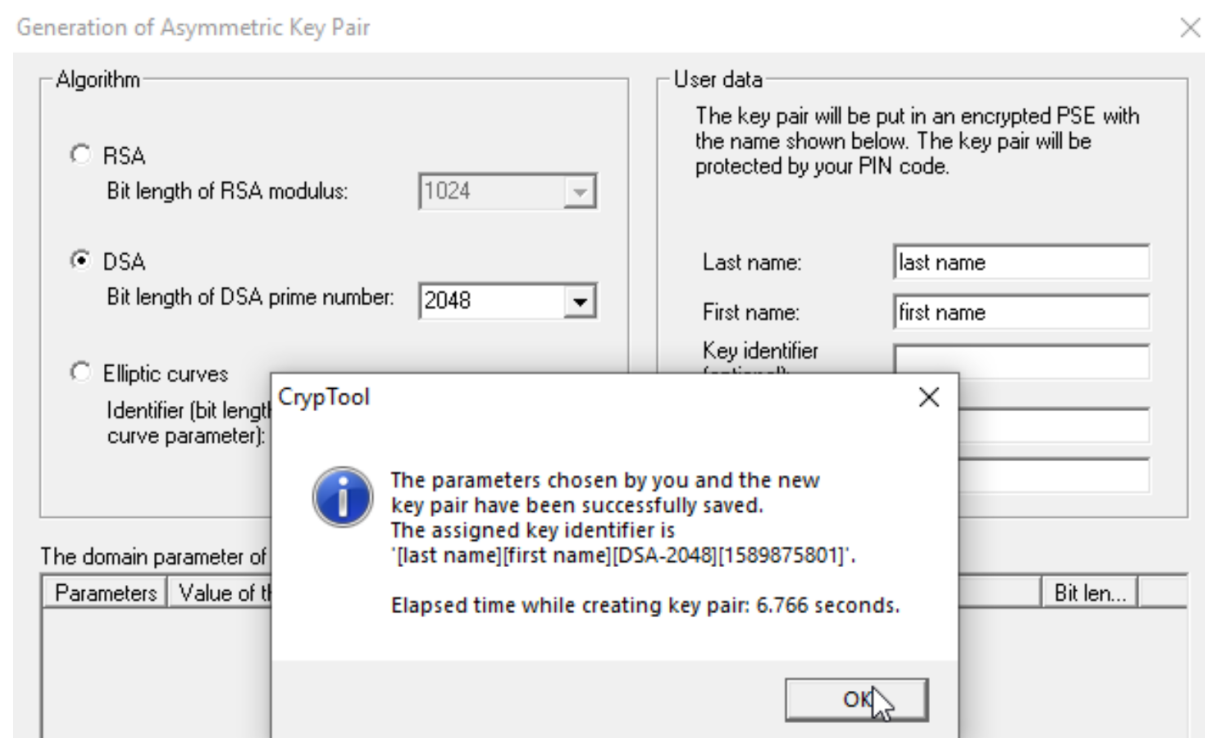 Generation of Asymmetric Key Pair
Algorithm
RSA
Bit length of RSA modulus:
1024
DSA
Bit length of DSA prime number:
2048
Elliptic curves
Identifier (bit length
curve parameter):
User data
The key pair will be put in an encrypted PSE with
the name shown below. The key pair will be
protected by your PIN code.
Last name:
last name
First name:
first name
Key identifier
CrypTool
The parameters chosen by you and the new
key pair have been successfully saved.
The assigned key identifier is
'[last name][first name][DSA-2048][1589875801]'.
Elapsed time while creating key pair: 6.766 seconds.
OK
The domain parameter of
Parameters
Value of
Bit len...